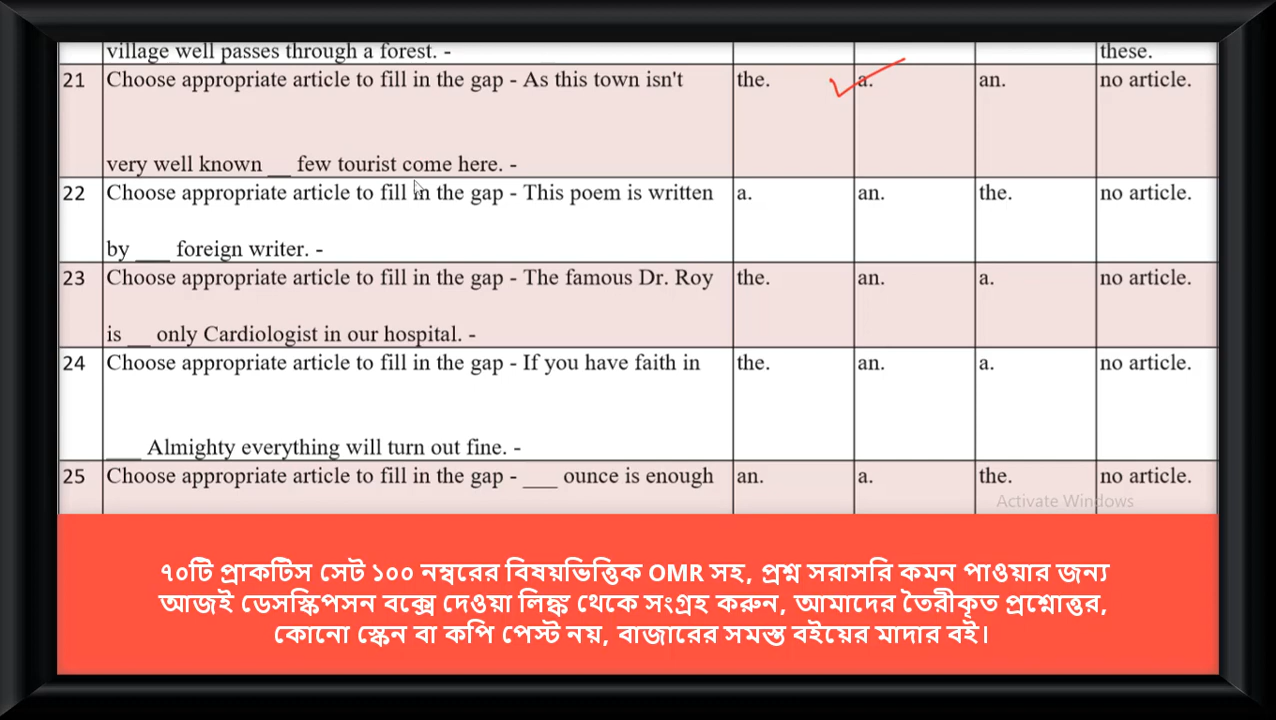 village well passes through a forest. - these.
21 Choose appropriate article to fill in the gap - As this town isn't the. a. an. no article.
very well known __ few tourist come here. -
22 Choose appropriate article to fill in the gap - This poem is written a. an. the. no article.
by ___ foreign writer. -
23 Choose appropriate article to fill in the gap - The famous Dr. Roy the. an. a. no article.
is __ only Cardiologist in our hospital. -
24 Choose appropriate article to fill in the gap - If you have faith in the. an. a. no article.
___ Almighty everything will turn out fine. -
25 Choose appropriate article to fill in the gap - ___ ounce is enough an. a. the. no article.
Activate Windows
৭০টি প্রাকটিস সেট ১০০ নম্বরের বিষয়ভিত্তিক OMR সহ, প্রশ্ন সরাসরি কমন পাওয়ার জন্য
আজই ডেসস্ক্রিপসন বক্সে দেওয়া লিঙ্ক থেকে সংগ্রহ করুন, আমাদের তৈরীকৃত প্রশ্নোত্তর,
কোনো স্কেন বা কপি পেস্ট নয়, বাজারের সমস্ত বইয়ের মাদার বই।